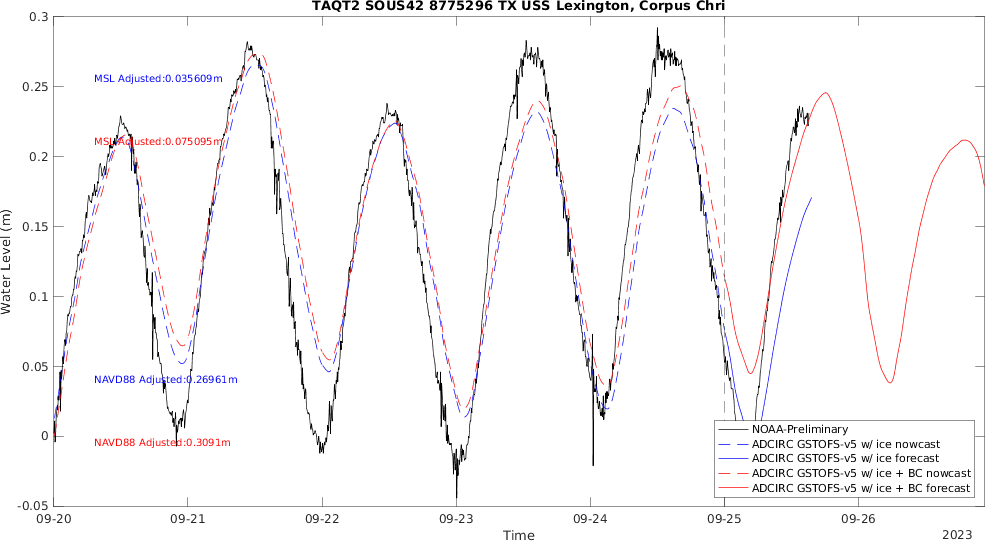 TAQT2 SOUS42 8775296 TX USS Lexington, Corpus Chri
0.3
0.25
0.2
0.15
0.1
0.05
0
-0.05
Water Level (m)
MSL Adjusted:0.035609m
MSL Adjusted:0.075095m
NAVD88 Adjusted:0.26961m
NAVD88 Adjusted:0.3091m
NOAA-Preliminary
ADCIRC GSTOFS-v5 w/ ice nowcast
ADCIRC GSTOFS-v5 w/ ice forecast
ADCIRC GSTOFS-v5 w/ ice + BC nowcast
ADCIRC GSTOFS-v5 w/ ice + BC forecast
09-20 09-21 09-22 09-23 09-24 09-25 09-26
Time
2023